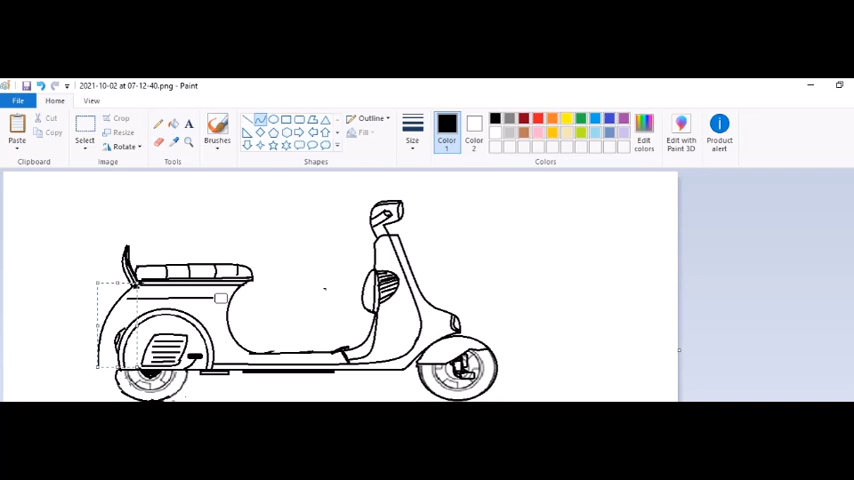 2021-10-02 at 07-12-40.png - Paint
File Home View
Cut
Copy
Paste
Clipboard
Crop
Resize
Rotate
Select
Image
A
Tools
Brushes
Outline
Fill
Shapes
Size
Color 1
Color 2
Edit colors
Colors
Edit with Paint 3D
Product alert